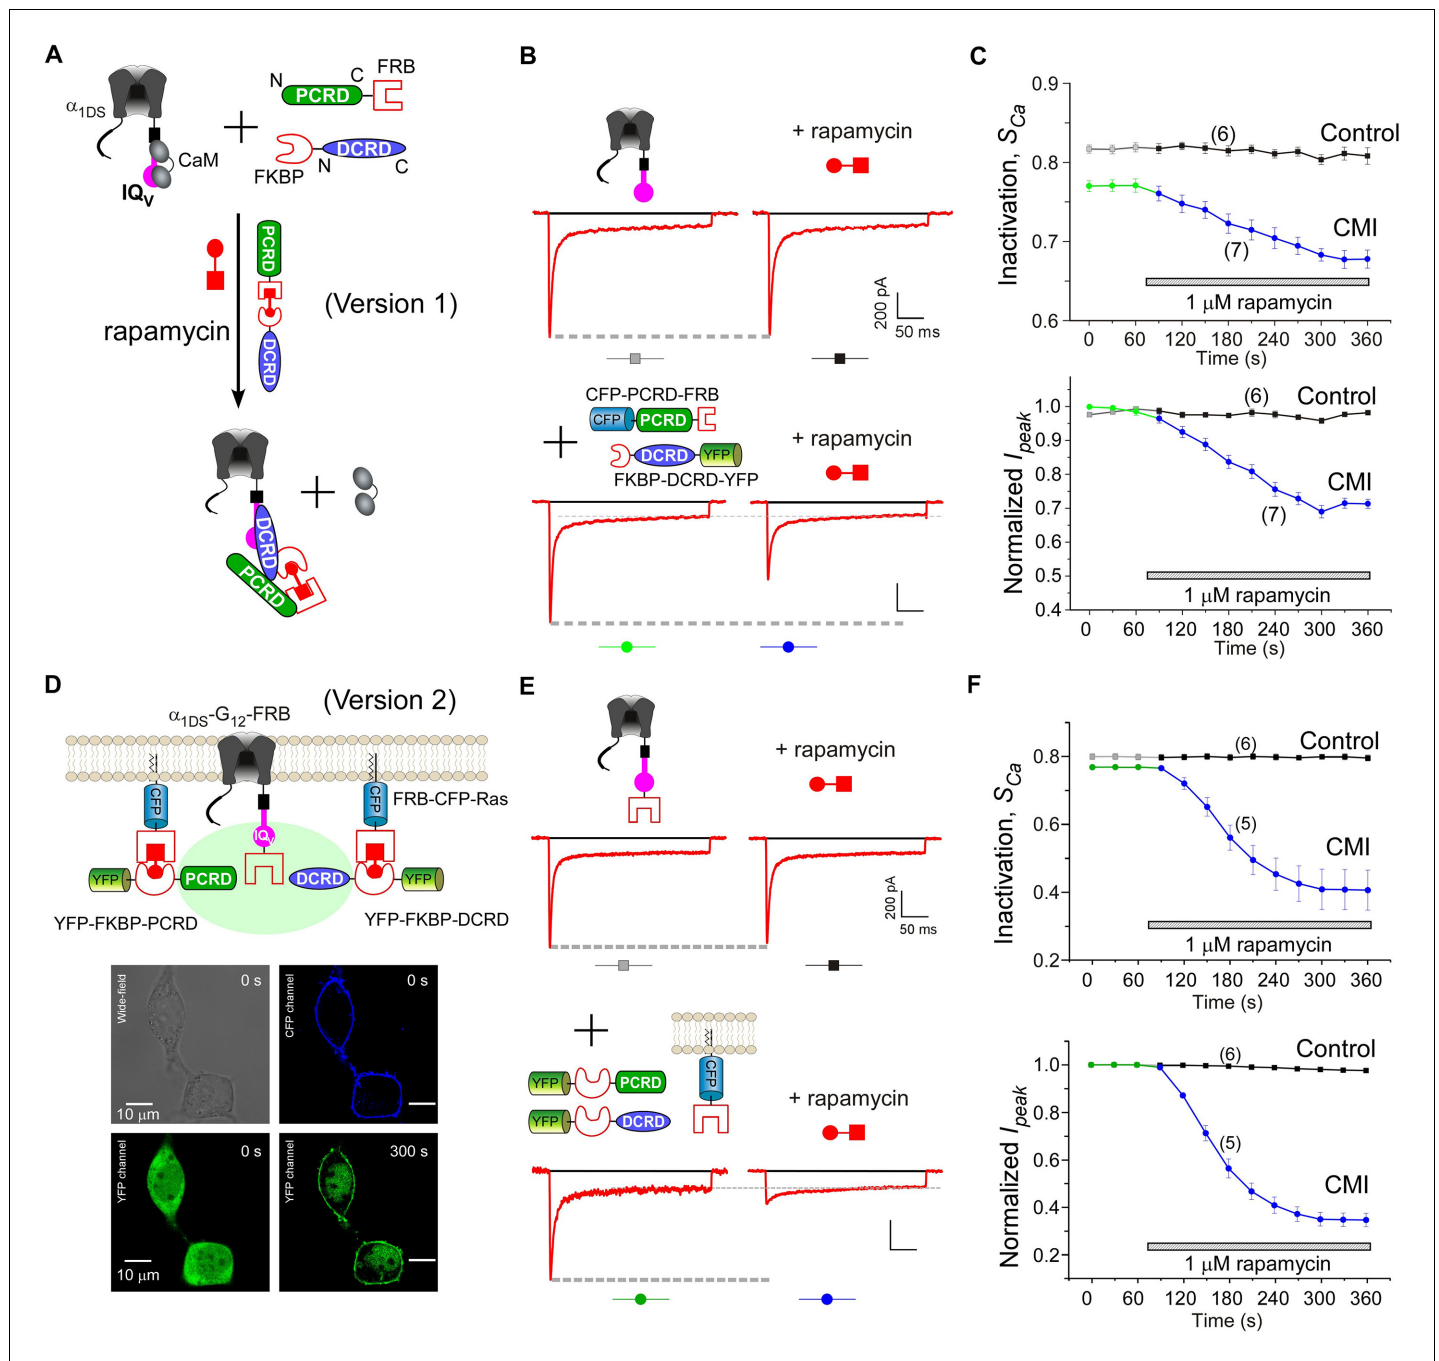 A
α1DS
N
C
FRB
PCRD
CaM
FKBP
DCRD
N
C
IQV
PCRD
DCRD
(Version 1)
rapamycin
DCRD
PCRD
B
+ rapamycin
200 pA
50 ms
CFP-PCRD-FRB
CFP
PCRD
DCRD
YFP
FKBP-DCRD-YFP
+ rapamycin
C
Inactivation, SCa
0.9
0.8
0.7
0.6
(6)
Control
CMI
(7)
1 μM rapamycin
0 60 120 180 240 300 360
Time (s)
Normalized Ipeak
1.0
0.9
0.8
0.7
0.6
0.5
0.4
(6)
Control
CMI
(7)
1 μM rapamycin
0 60 120 180 240 300 360
Time (s)
D
(Version 2)
α1DS-G12-FRB
CFP
CFP
FRB-CFP-Ras
IQV
YFP
PCRD
DCRD
YFP
YFP-FKBP-PCRD
YFP-FKBP-DCRD
Wide-field
0 s
10 μm
CFP channel
0 s
YFP channel
0 s
10 μm
YFP channel
300 s
E
+ rapamycin
200 pA
50 ms
YFP
PCRD
YFP
DCRD
CFP
+ rapamycin
F
Inactivation, SCa
0.8
0.6
0.4
0.2
(6)
Control
(5)
CMI
1 μM rapamycin
0 60 120 180 240 300 360
Time (s)
Normalized Ipeak
1.0
0.8
0.6
0.4
0.2
(6)
Control
(5)
CMI
1 μM rapamycin
0 60 120 180 240 300 360
Time (s)